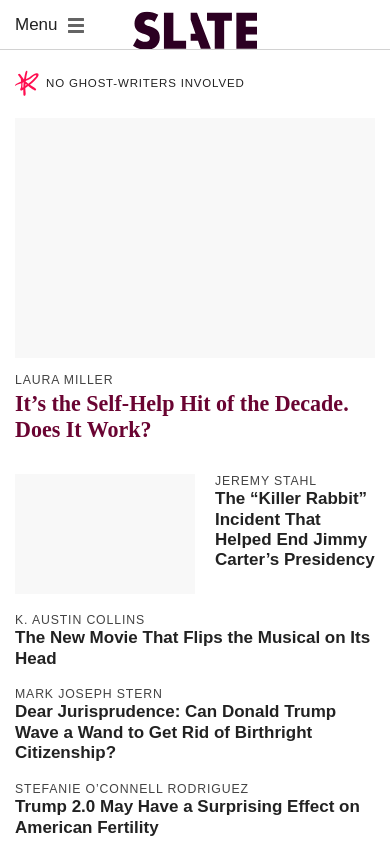 Menu
SLATE
NO GHOST-WRITERS INVOLVED
LAURA MILLER
It’s the Self-Help Hit of the Decade.
Does It Work?
JEREMY STAHL
The “Killer Rabbit”
Incident That
Helped End Jimmy
Carter’s Presidency
K. AUSTIN COLLINS
The New Movie That Flips the Musical on Its
Head
MARK JOSEPH STERN
Dear Jurisprudence: Can Donald Trump
Wave a Wand to Get Rid of Birthright
Citizenship?
STEFANIE O’CONNELL RODRIGUEZ
Trump 2.0 May Have a Surprising Effect on
American Fertility